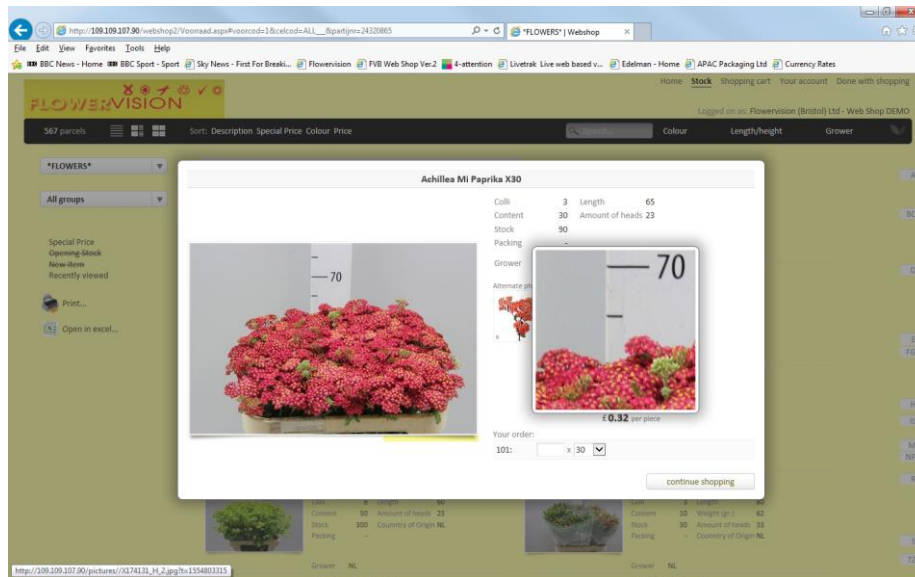 http://109.109.107.90/webshop2/Voorraad.aspx#voorcod=1&celcod=ALL__&partijnr=24320865
*FLOWERS* | Webshop
File Edit View Favorites Tools Help
BBC News - Home BBC Sport - Sport Sky News - First For Breaki... Flowervision FVB Web Shop Ver.2 4-attention Livetrak Live web based v... Edelman - Home APAC Packaging Ltd Currency Rates
Home Stock Shopping cart Your account Done with shopping
FLOWERVISION
Logged on as: Flowervision (Bristol) Ltd - Web Shop DEMO
567 parcels Sort: Description Special Price Colour Price Search... Colour Length/height Grower
*FLOWERS*
All groups
Special Price
Opening Stock
New item
Recently viewed
Print...
Open in excel...
Achillea Mi Paprika X30
Colli 3 Length 65
Content 30 Amount of heads 23
Stock 90
Packing -
Grower
Alternate ph
70
70
£ 0.32 per piece
Your order:
101: x 30
continue shopping
Content 50 Amount of heads 23
Stock 300 Country of Origin NL
Packing -
Grower NL
Content 10 Weight (gr.) 62
Stock 30 Amount of heads 33
Packing - Country of Origin NL
Grower NL
http://109.109.107.90/pictures//X174131_H_2.jpg?t=1554803315